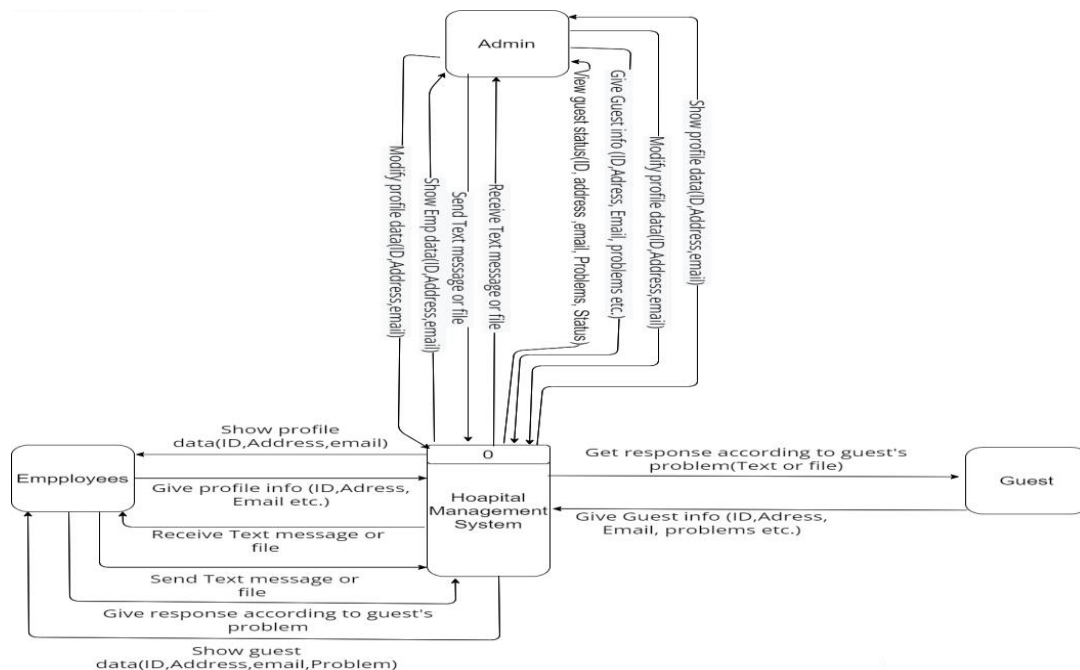 Admin
Modify profile data(ID,Address,email)
Show Emp data(ID,Address,email)
Send Text message or file
Receive Text message or file
View guest status(ID, address ,email, Problems, Status)
Give Guest info (ID,Adress, Email, problems etc.)
Modify profile data(ID,Address,email)
Show profile data(ID,Address,email)
Show profile
data(ID,Address,email)
Empployees
Give profile info (ID,Adress,
Email etc.)
Receive Text message or
file
Send Text message or
file
Give response according to guest's
problem
Show guest
data(ID,Address,email,Problem)
0
Hoapital
Management
System
Get response according to guest's
problem(Text or file)
Guest
Give Guest info (ID,Adress,
Email, problems etc.)